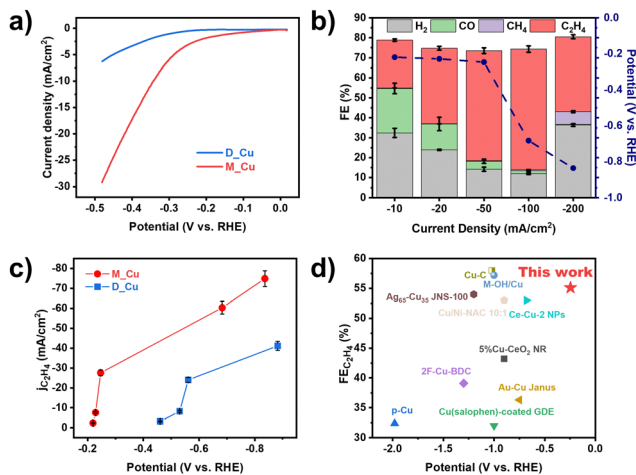 a)
0
-5
-10
-15
-20
-25
-30
Current density (mA/cm²)
D_Cu
M_Cu
-0.5 -0.4 -0.3 -0.2 -0.1 0.0
Potential (V vs. RHE)
b)
H₂ CO CH₄ C₂H₄
90
80
70
60
50
40
30
20
10
0
FE (%)
0.0
-0.2
-0.4
-0.6
-0.8
-1.0
Potential (V vs. RHE)
-10 -20 -50 -100 -200
Current Density (mA/cm²)
c)
M_Cu
D_Cu
-80
-70
-60
-50
-40
-30
-20
-10
0
jC₂H₄ (mA/cm²)
-0.2 -0.4 -0.6 -0.8
Potential (V vs. RHE)
d)
60
55
50
45
40
35
30
FE C₂H₄ (%)
Cu-C
This work
M-OH/Cu
Ag₆₅-Cu₃₅ JNS-100
Cu/Ni-NAC 10:1
Ce-Cu-2 NPs
5%Cu-CeO₂ NR
2F-Cu-BDC
Au-Cu Janus
p-Cu
Cu(salophen)-coated GDE
-2.0 -1.5 -1.0 -0.5 0.0
Potential (V vs. RHE)